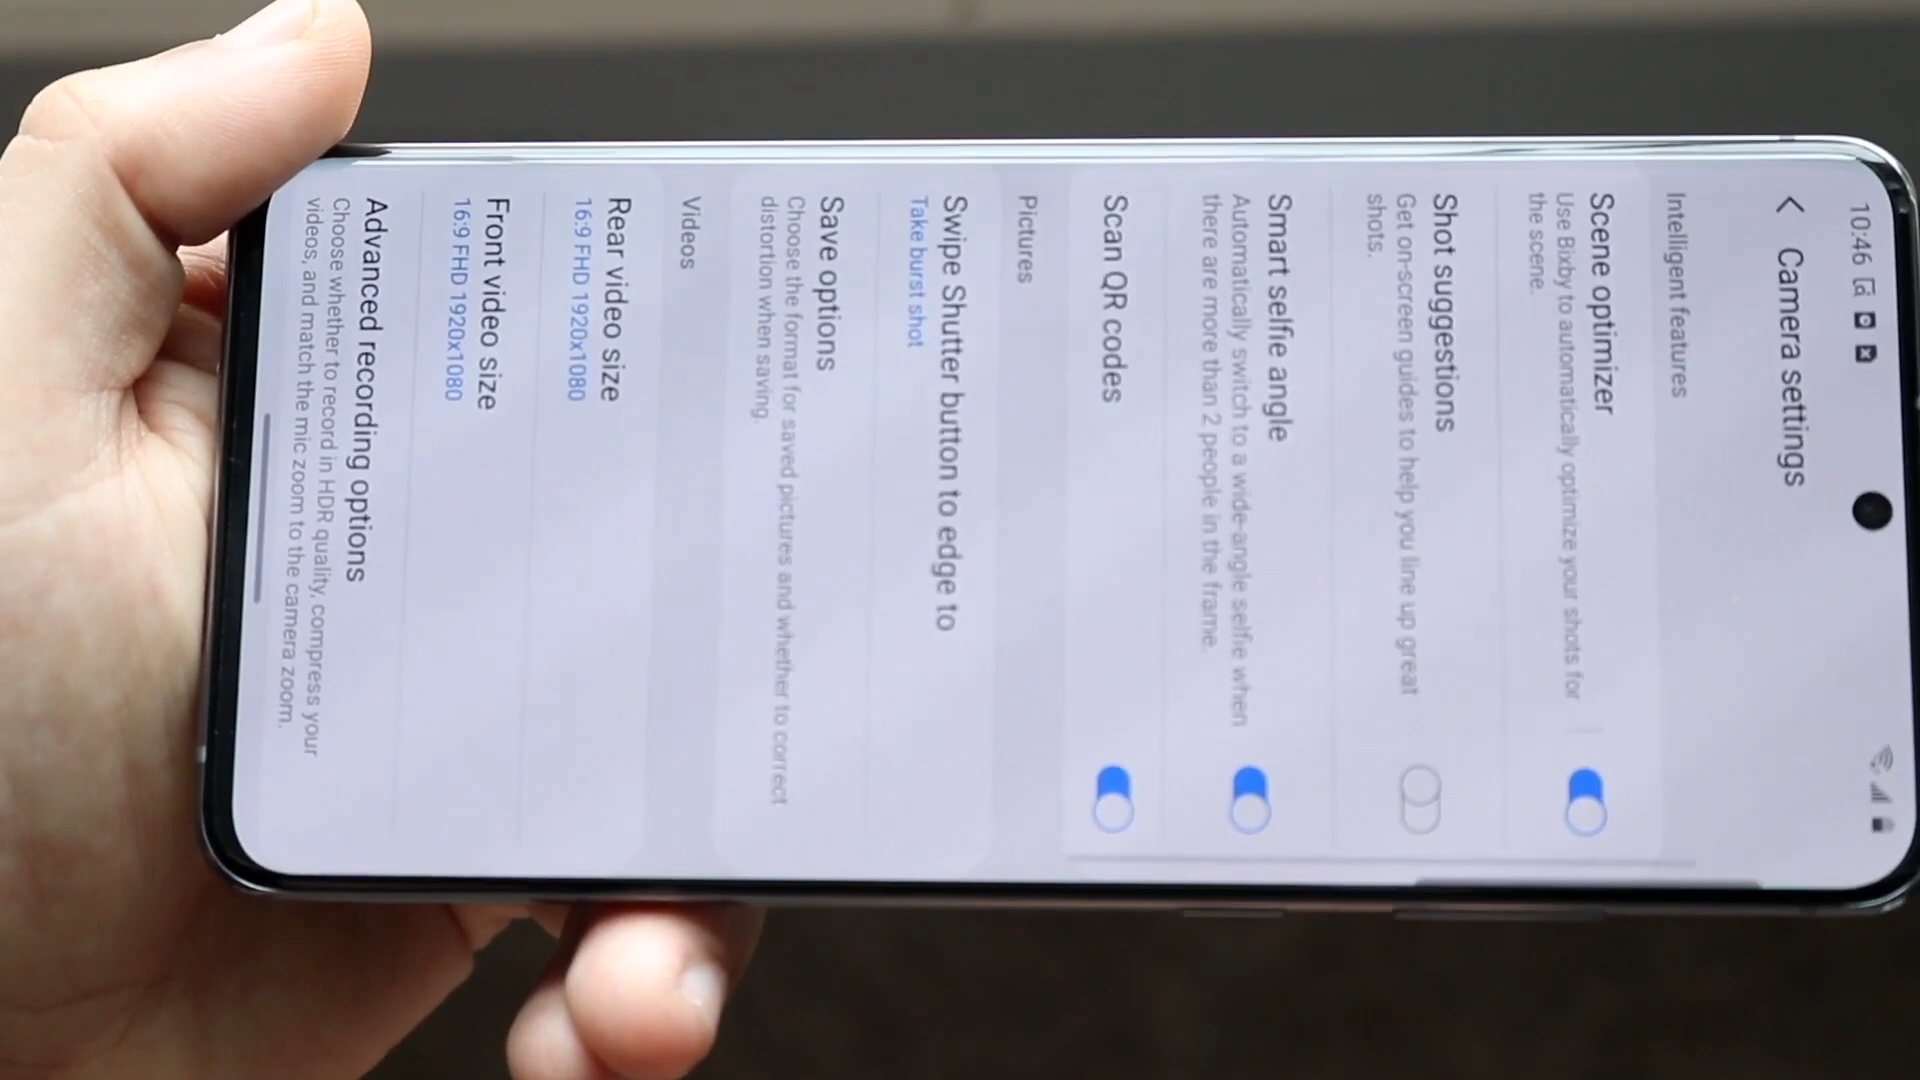 10:46
Camera settings
Intelligent features
Scene optimizer
Use Bixby to automatically optimize your shots for
the scene.
Shot suggestions
Get on-screen guides to help you line up great
shots.
Smart selfie angle
Automatically switch to a wide-angle selfie when
there are more than 2 people in the frame.
Scan QR codes
Pictures
Swipe Shutter button to edge to
Take burst shot
Save options
Choose the format for saved pictures and whether to correct
distortion when saving.
Videos
Rear video size
16:9 FHD 1920x1080
Front video size
16:9 FHD 1920x1080
Advanced recording options
Choose whether to record in HDR quality, compress your
videos, and match the mic zoom to the camera zoom.